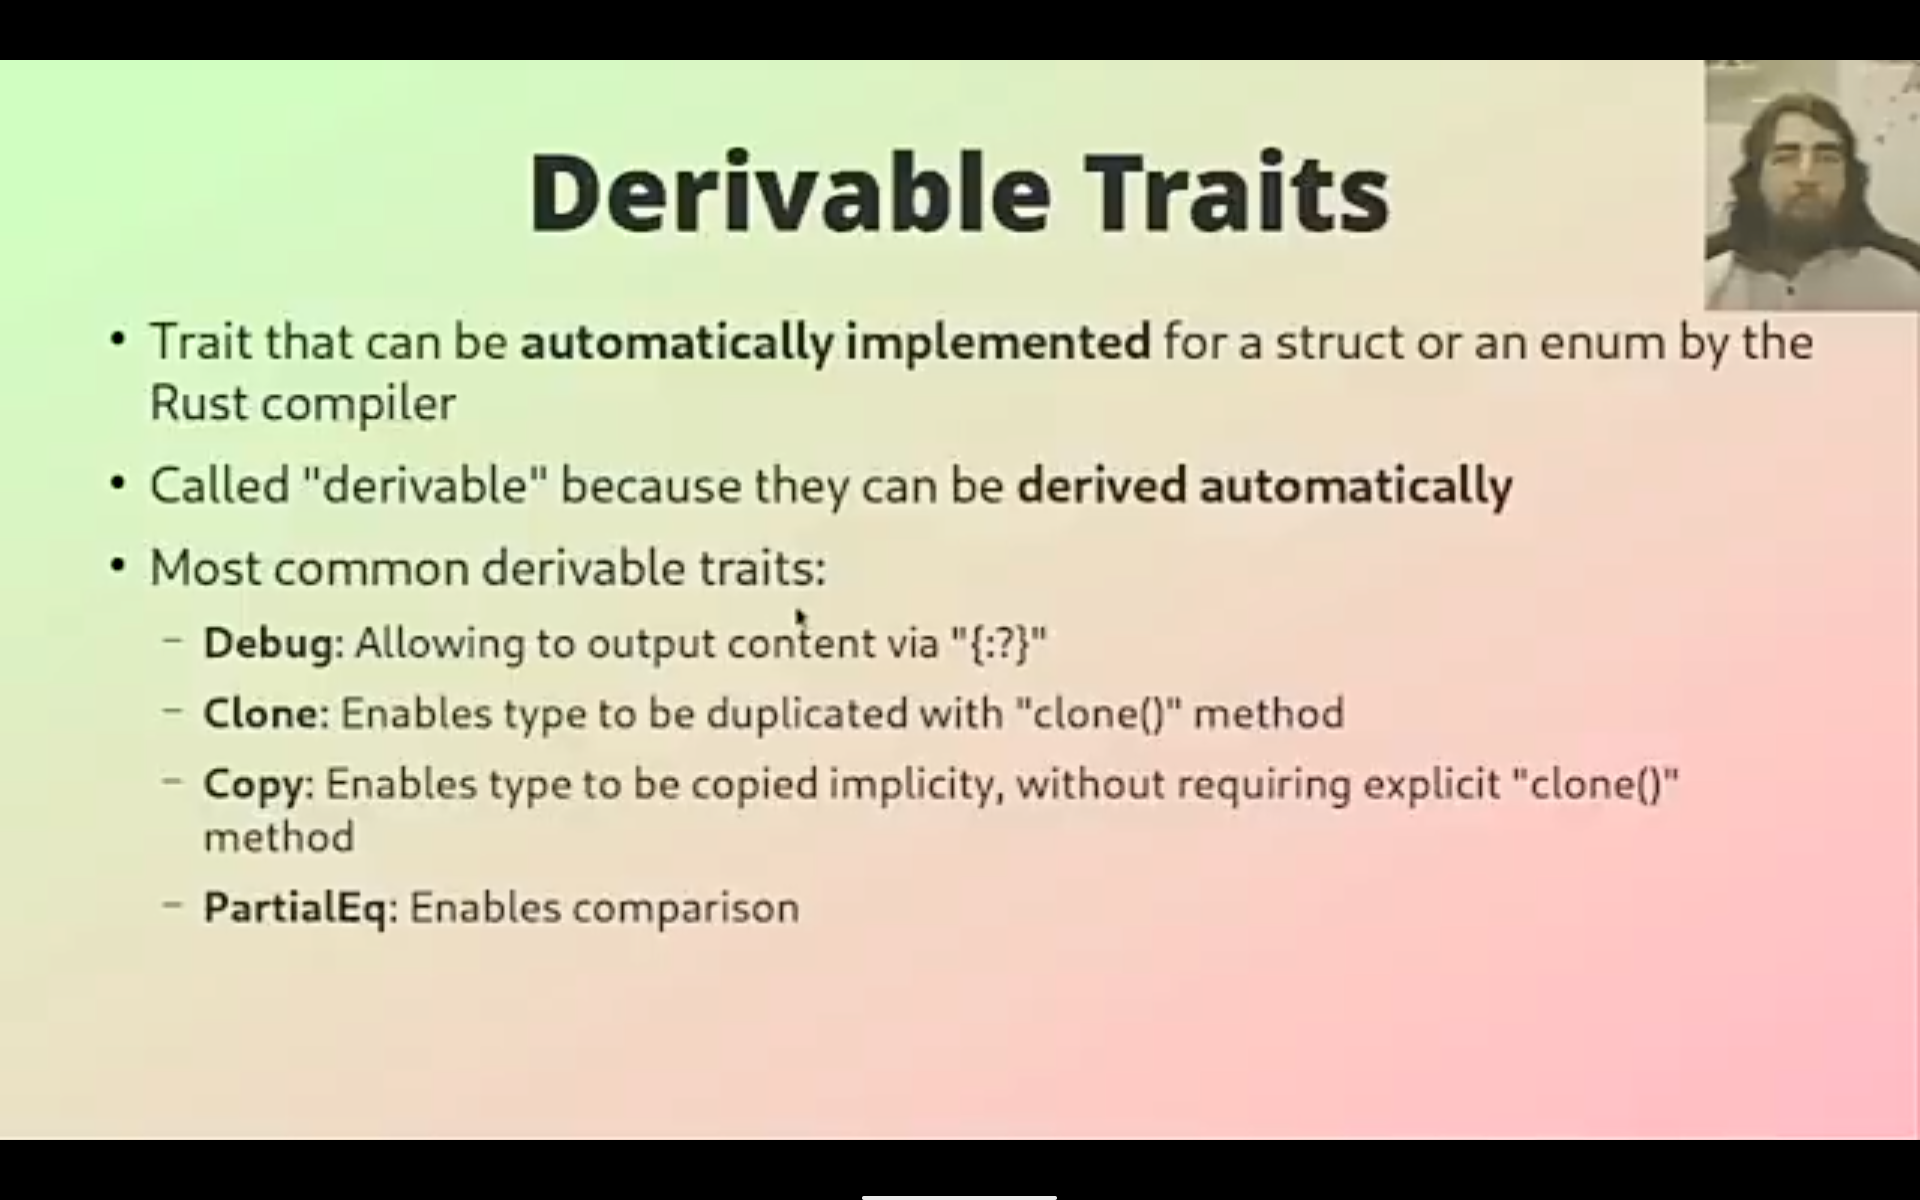 Derivable Traits
• Trait that can be automatically implemented for a struct or an enum by the
Rust compiler
• Called "derivable" because they can be derived automatically
• Most common derivable traits:
– Debug: Allowing to output content via "{:?}"
– Clone: Enables type to be duplicated with "clone()" method
– Copy: Enables type to be copied implicity, without requiring explicit "clone()"
method
– PartialEq: Enables comparison